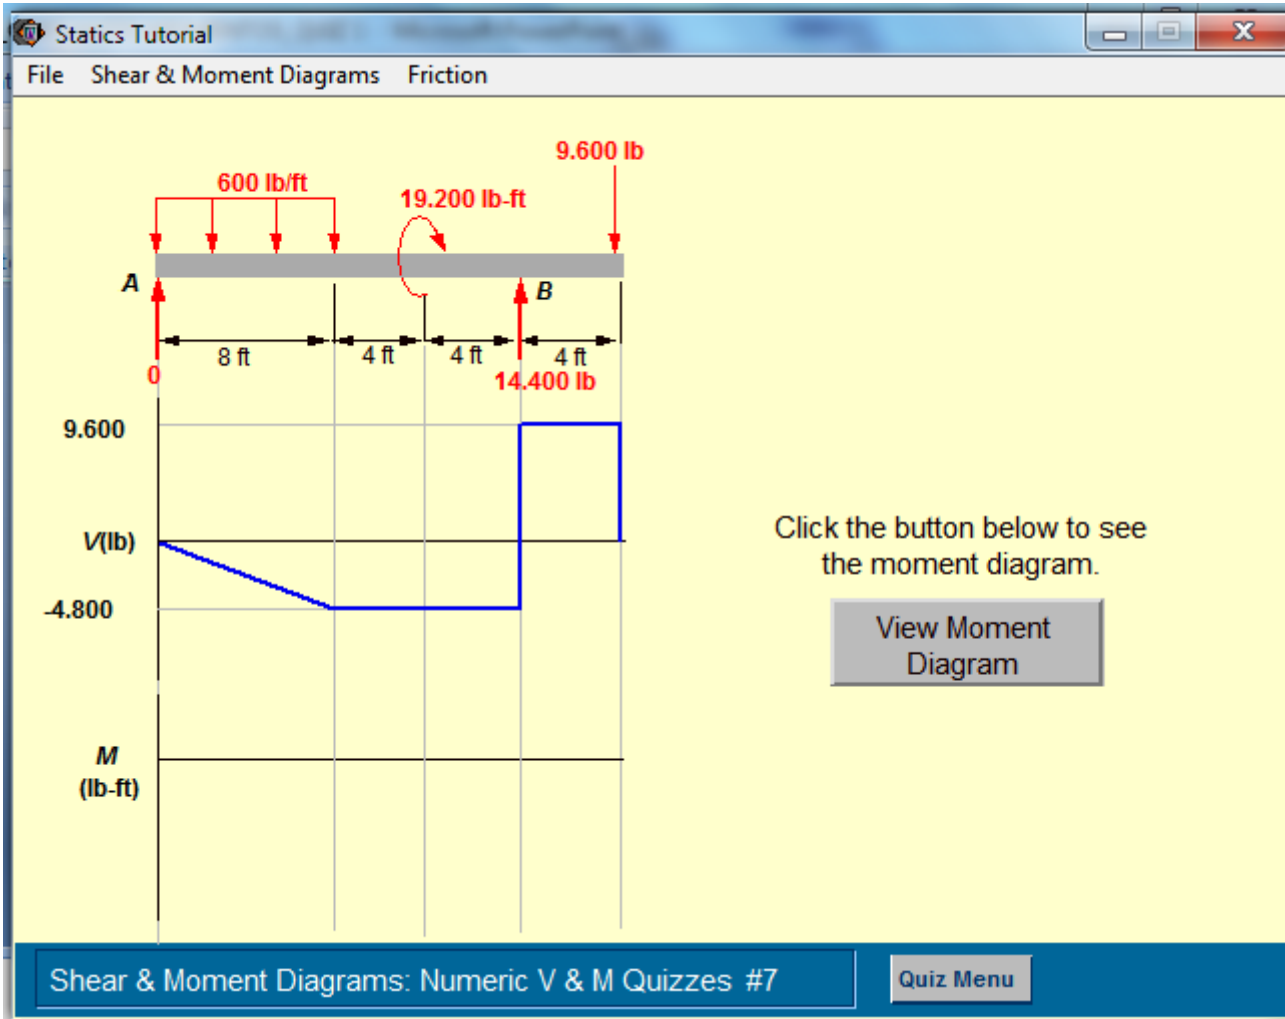 Statics Tutorial
File Shear & Moment Diagrams Friction
9.600 lb
600 lb/ft
19.200 lb-ft
A
B
8 ft 4 ft 4 ft 4 ft
0
14.400 lb
9.600
V(lb)
-4.800
M
(lb-ft)
Click the button below to see
the moment diagram.
View Moment
Diagram
Shear & Moment Diagrams: Numeric V & M Quizzes #7
Quiz Menu